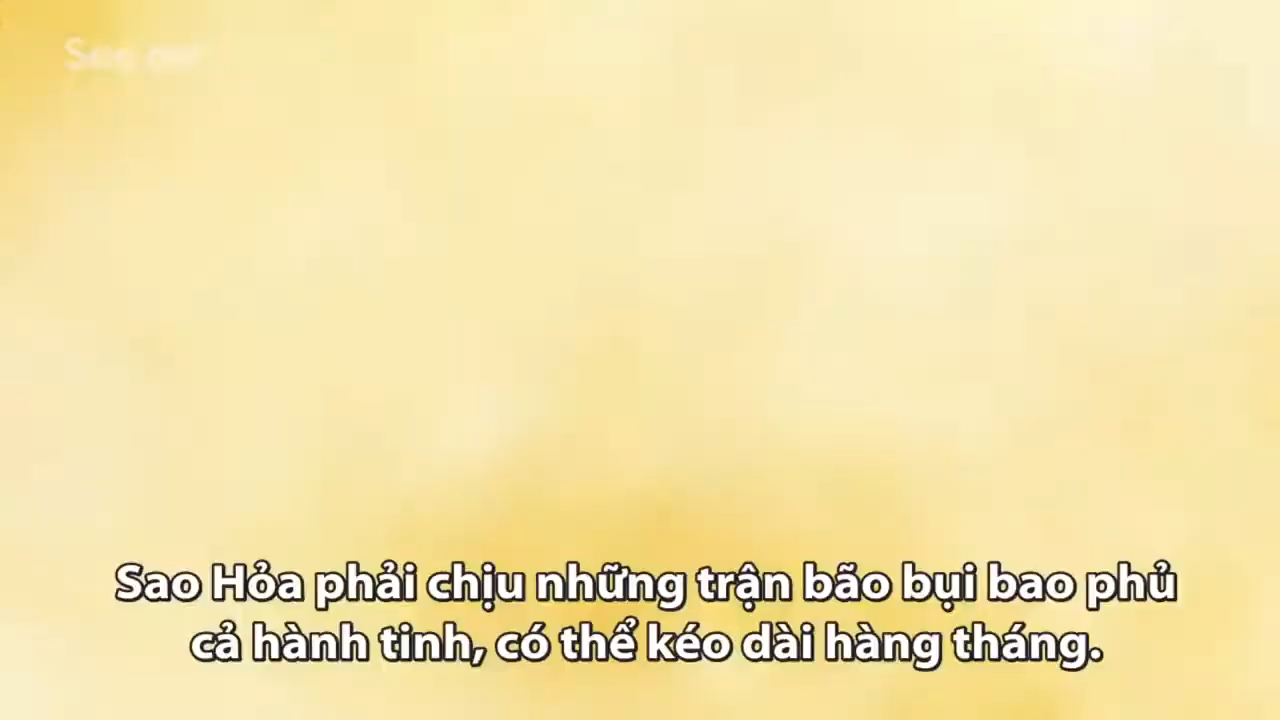 Sao Hỏa phải chịu những trận bão bụi bao phủ
cả hành tinh, có thể kéo dài hàng tháng.